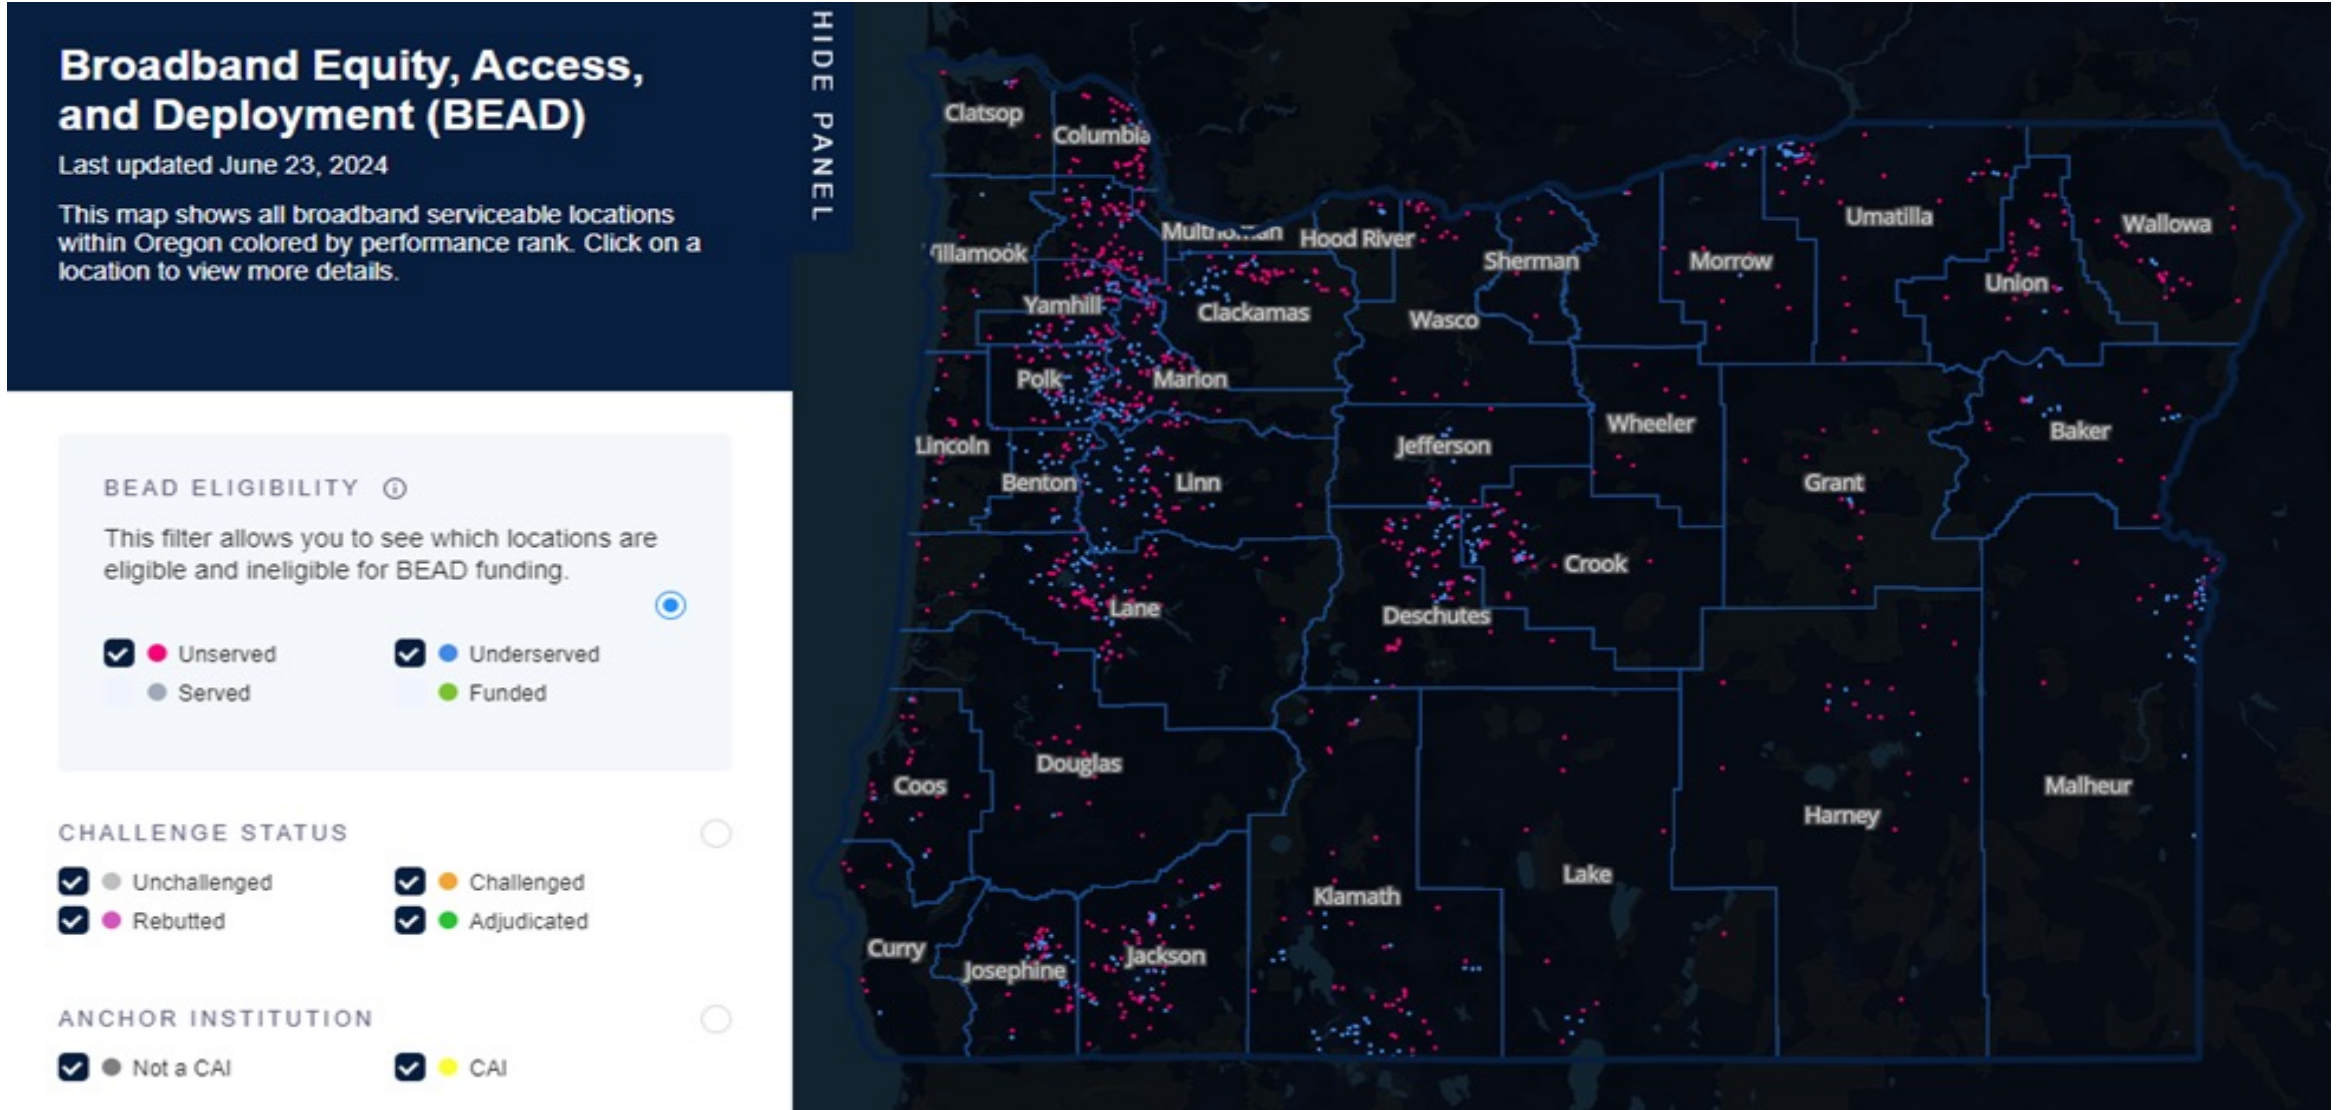 Broadband Equity, Access,
and Deployment (BEAD)
Last updated June 23, 2024
This map shows all broadband serviceable locations
within Oregon colored by performance rank. Click on a
location to view more details.
HIDE PANEL
BEAD ELIGIBILITY
This filter allows you to see which locations are
eligible and ineligible for BEAD funding.
Unserved Underserved
Served Funded
CHALLENGE STATUS
Unchallenged Challenged
Rebutted Adjudicated
ANCHOR INSTITUTION
Not a CAI CAI
Clatsop
Columbia
Hood River
Umatilla
Wallowa
illamook
Sherman
Morrow
Union
Yamhill
Clackamas
Wasco
Polk
Marion
Wheeler
Baker
Lincoln
Jefferson
Benton
Linn
Grant
Crook
Lane
Deschutes
Douglas
Coos
Malheur
Harney
Lake
Klamath
Curry
Jackson
Josephine